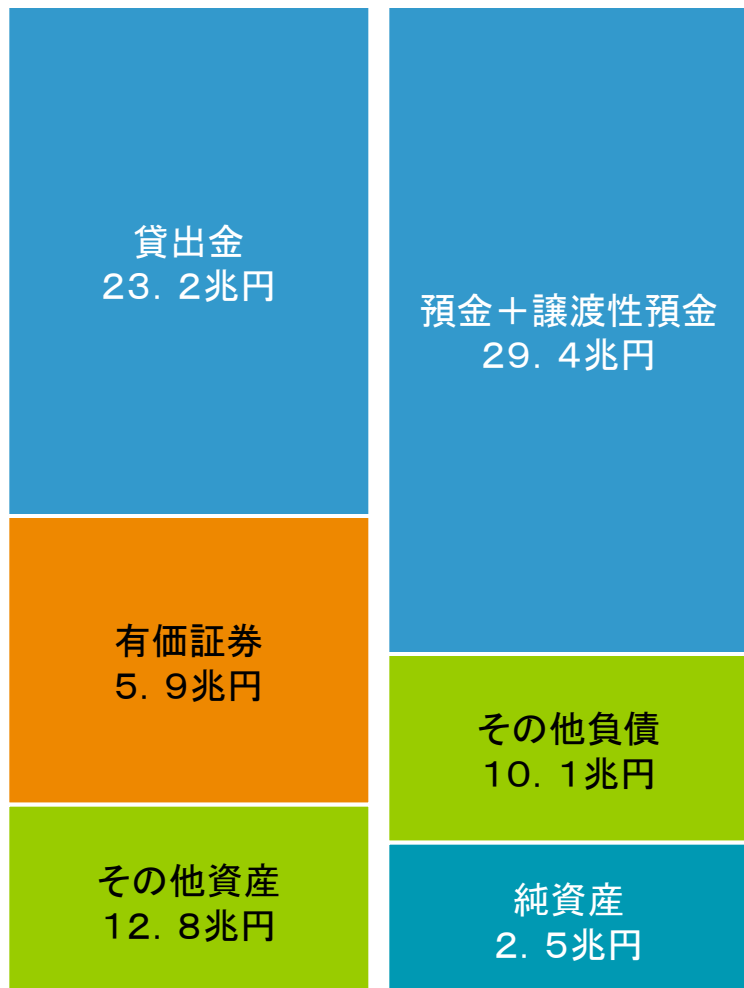 貸出金
23．2兆円
有価証券
5．9兆円
その他資産
12．8兆円
預金＋譲渡性預金
29．4兆円
その他負債
10．1兆円
純資産
2．5兆円